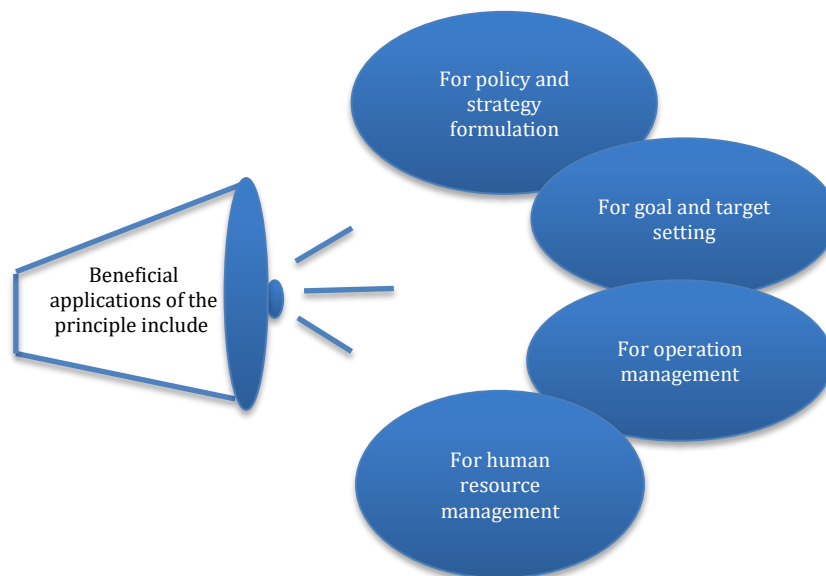 Beneficial
applications of the
principle include
For policy and
strategy
formulation
For goal and target
setting
For operation
management
For human
resource
management